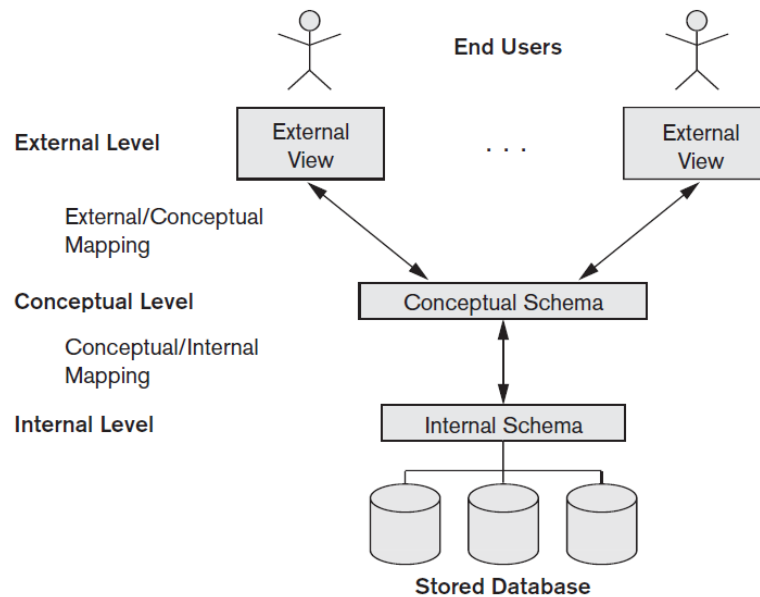 End Users
External Level
External
View
. . .
External
View
External/Conceptual
Mapping
Conceptual Level
Conceptual Schema
Conceptual/Internal
Mapping
Internal Level
Internal Schema
Stored Database